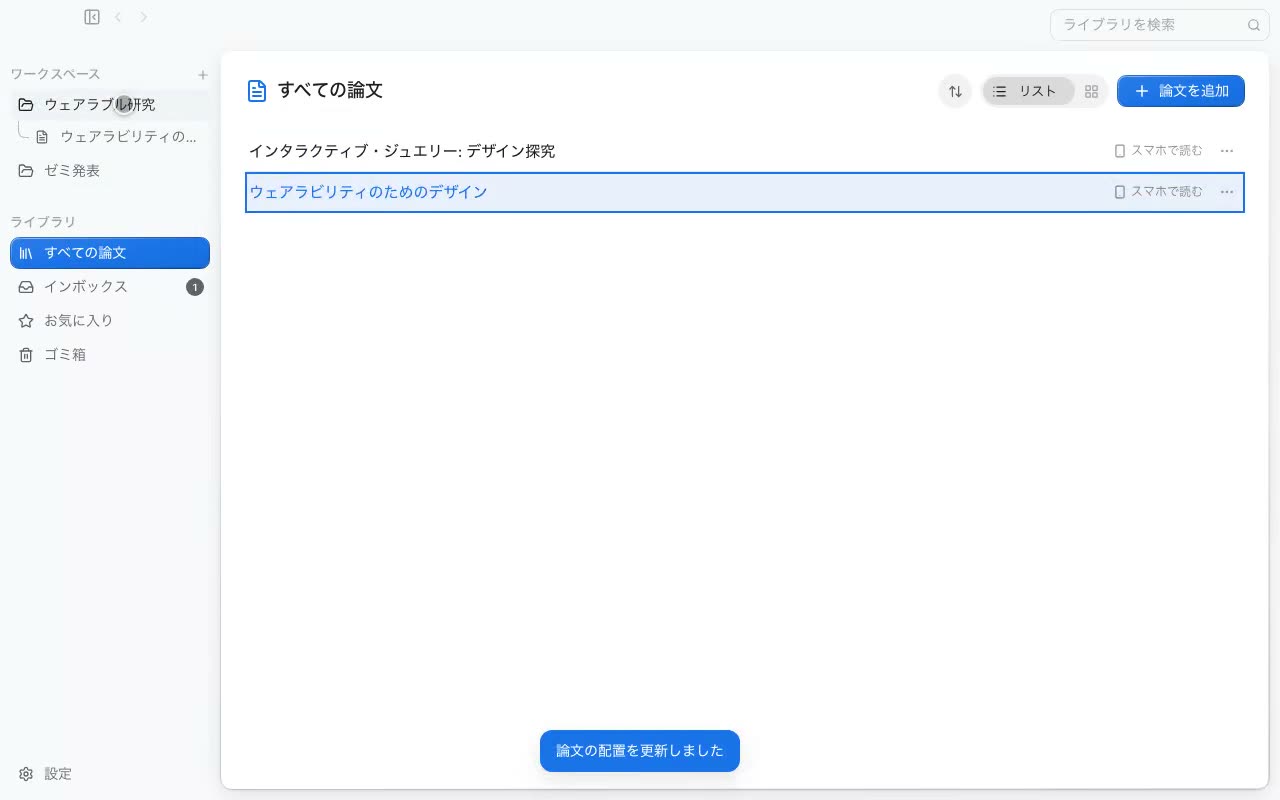 ライブラリを検索
ワークスペース
ウェアラブル研究
ウェアラビリティの...
ゼミ発表
ライブラリ
すべての論文
インボックス 1
お気に入り
ゴミ箱
設定
すべての論文
リスト
論文を追加
インタラクティブ・ジュエリー: デザイン探究 スマホで読む
ウェアラビリティのためのデザイン スマホで読む
論文の配置を更新しました